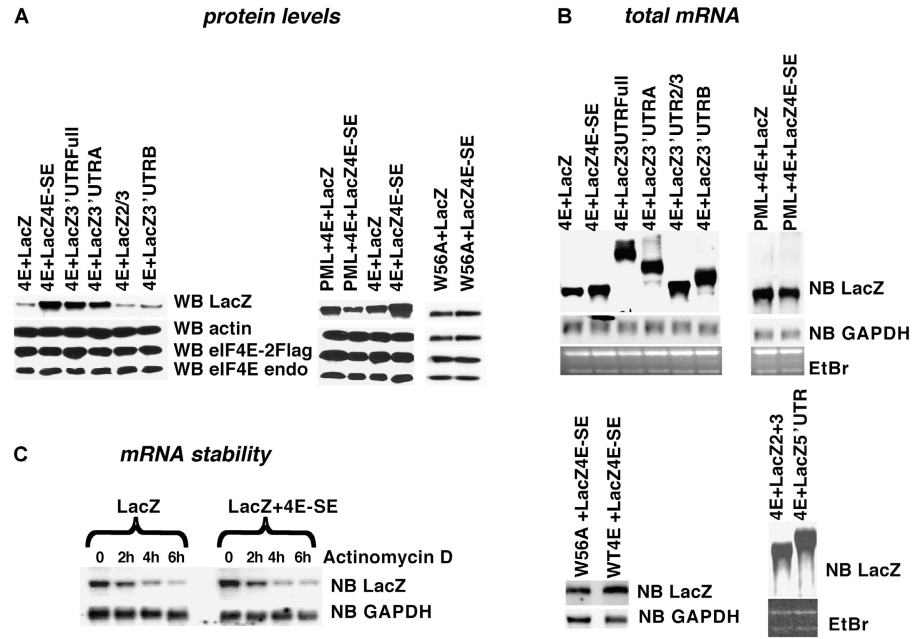 A
protein levels
4E+LacZ
4E+LacZ4E-SE
4E+LacZ3'UTRFull
4E+LacZ3'UTRA
4E+LacZ2/3
4E+LacZ3'UTRB
PML+4E+LacZ
PML+4E+LacZ4E-SE
4E+LacZ
4E+LacZ4E-SE
W56A+LacZ
W56A+LacZ4E-SE
WB LacZ
WB actin
WB eIF4E-2Flag
WB eIF4E endo
B
total mRNA
4E+LacZ
4E+LacZ4E-SE
4E+LacZ3UTRFull
4E+LacZ3'UTRA
4E+LacZ3'UTR2/3
4E+LacZ3'UTRB
PML+4E+LacZ
PML+4E+LacZ4E-SE
NB LacZ
NB GAPDH
EtBr
W56A +LacZ4E-SE
WT4E +LacZ4E-SE
NB LacZ
NB GAPDH
4E+LacZ2+3
4E+LacZ5'UTR
NB LacZ
EtBr
C
mRNA stability
LacZ
LacZ+4E-SE
0 2h 4h 6h 0 2h 4h 6h Actinomycin D
NB LacZ
NB GAPDH